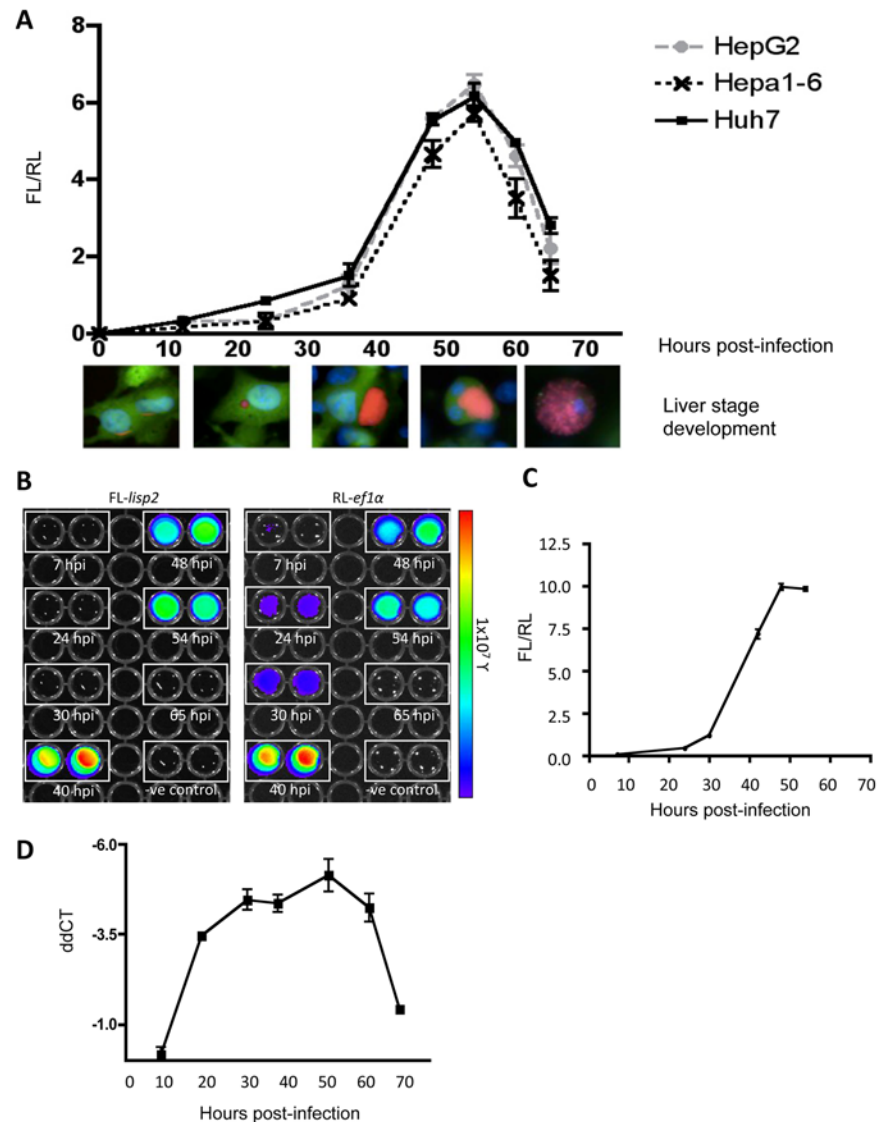 A
8
6
4
2
0
FL/RL
HepG2
Hepa1-6
Huh7
0 10 20 30 40 50 60 70
Hours post-infection
Liver stage
development
B
FL-lisp2
RL-ef1α
7 hpi
48 hpi
7 hpi
48 hpi
24 hpi
54 hpi
24 hpi
54 hpi
30 hpi
65 hpi
30 hpi
65 hpi
40 hpi
-ve control
40 hpi
-ve control
1x10⁷ γ
C
12.5
10.0
7.5
5.0
2.5
0.0
FL/RL
10 20 30 40 50 60 70
Hours post-infection
D
-6.0
-3.5
-1.0
ddCT
0 10 20 30 40 50 60 70
Hours post-infection